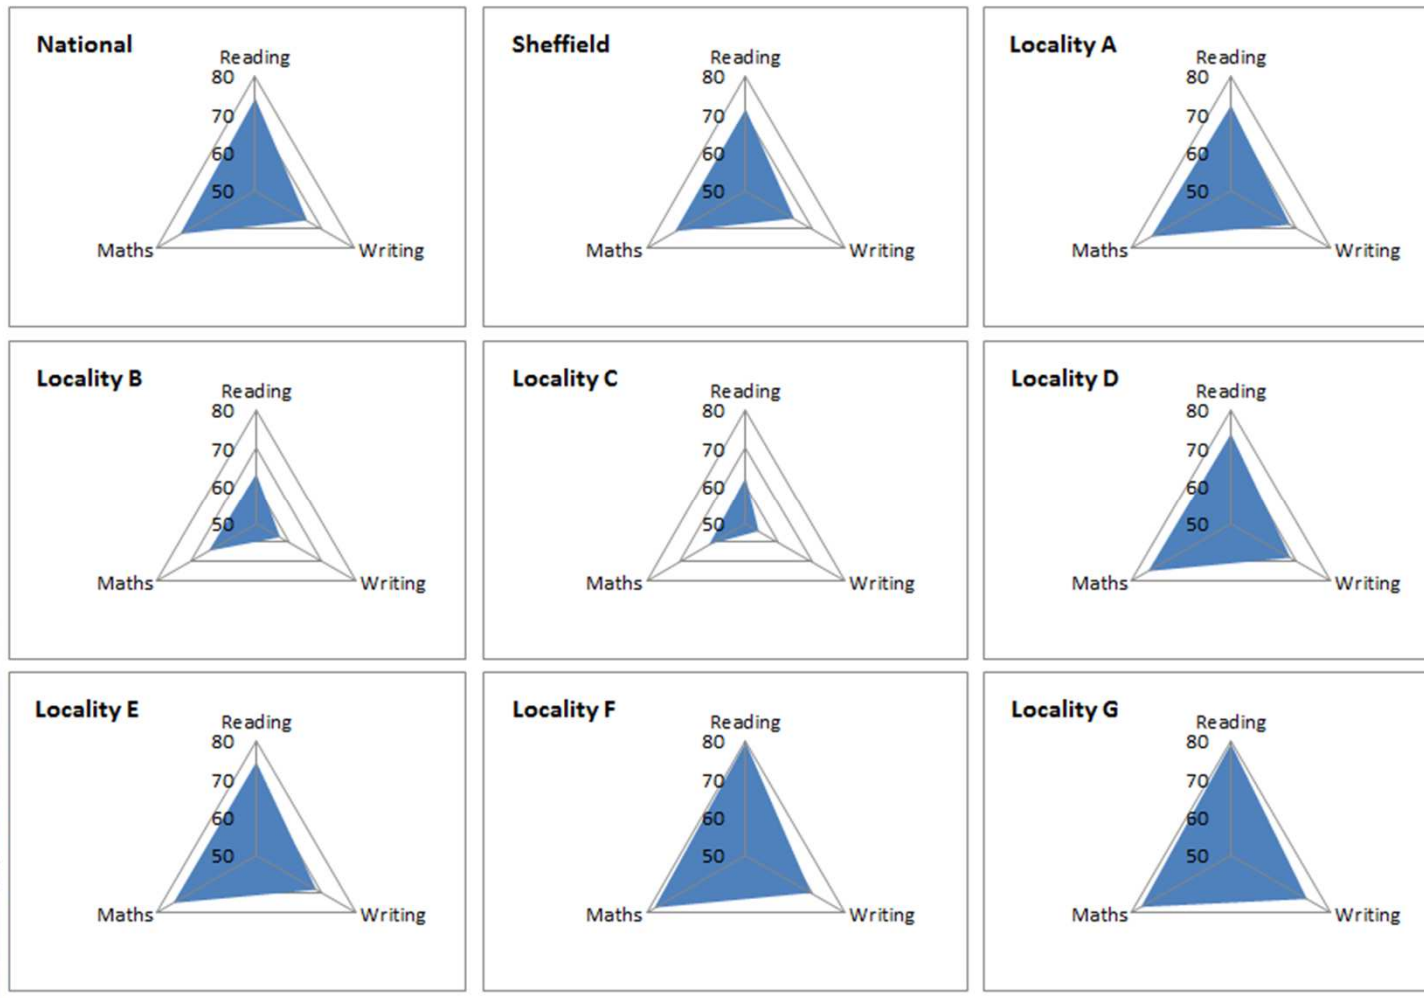 National
Reading
80
70
60
50
Maths
Writing
Sheffield
Reading
80
70
60
50
Maths
Writing
Locality A
Reading
80
70
60
50
Maths
Writing
Locality B
Reading
80
70
60
50
Maths
Writing
Locality C
Reading
80
70
60
50
Maths
Writing
Locality D
Reading
80
70
60
50
Maths
Writing
Locality E
Reading
80
70
60
50
Maths
Writing
Locality F
Reading
80
70
60
50
Maths
Writing
Locality G
Reading
80
70
60
50
Maths
Writing